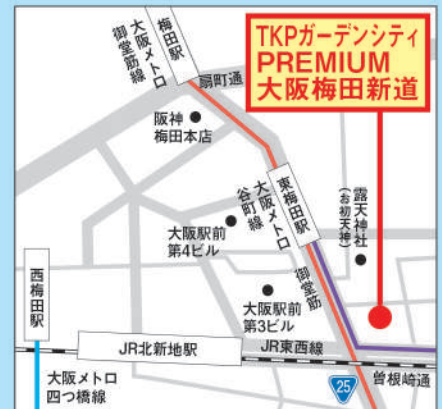 TKPガーデンシティ
PREMIUM
大阪梅田新道
梅田駅
大阪メトロ
御堂筋線
扇町通
阪神
梅田本店
東梅田駅
大阪メトロ
谷町線
露天神社
(お初天神)
大阪駅前
第4ビル
御堂筋
西梅田駅
大阪駅前
第3ビル
JR北新地駅
JR東西線
曽根崎通
25
大阪メトロ
四つ橋線